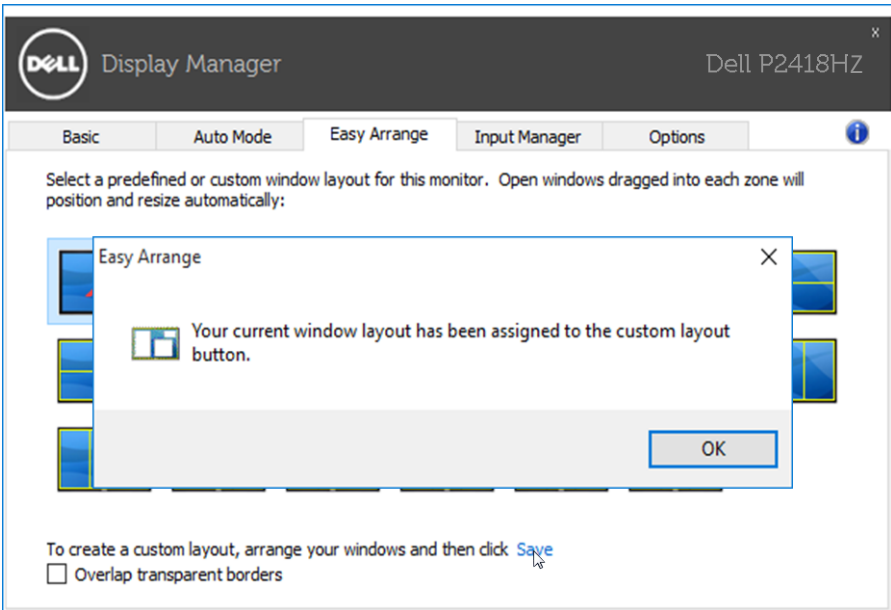 DELL
Display Manager
Dell P2418HZ
x
Basic
Auto Mode
Easy Arrange
Input Manager
Options
i
Select a predefined or custom window layout for this monitor. Open windows dragged into each zone will
position and resize automatically:
Easy Arrange
Your current window layout has been assigned to the custom layout
button.
OK
To create a custom layout, arrange your windows and then click Save
Overlap transparent borders